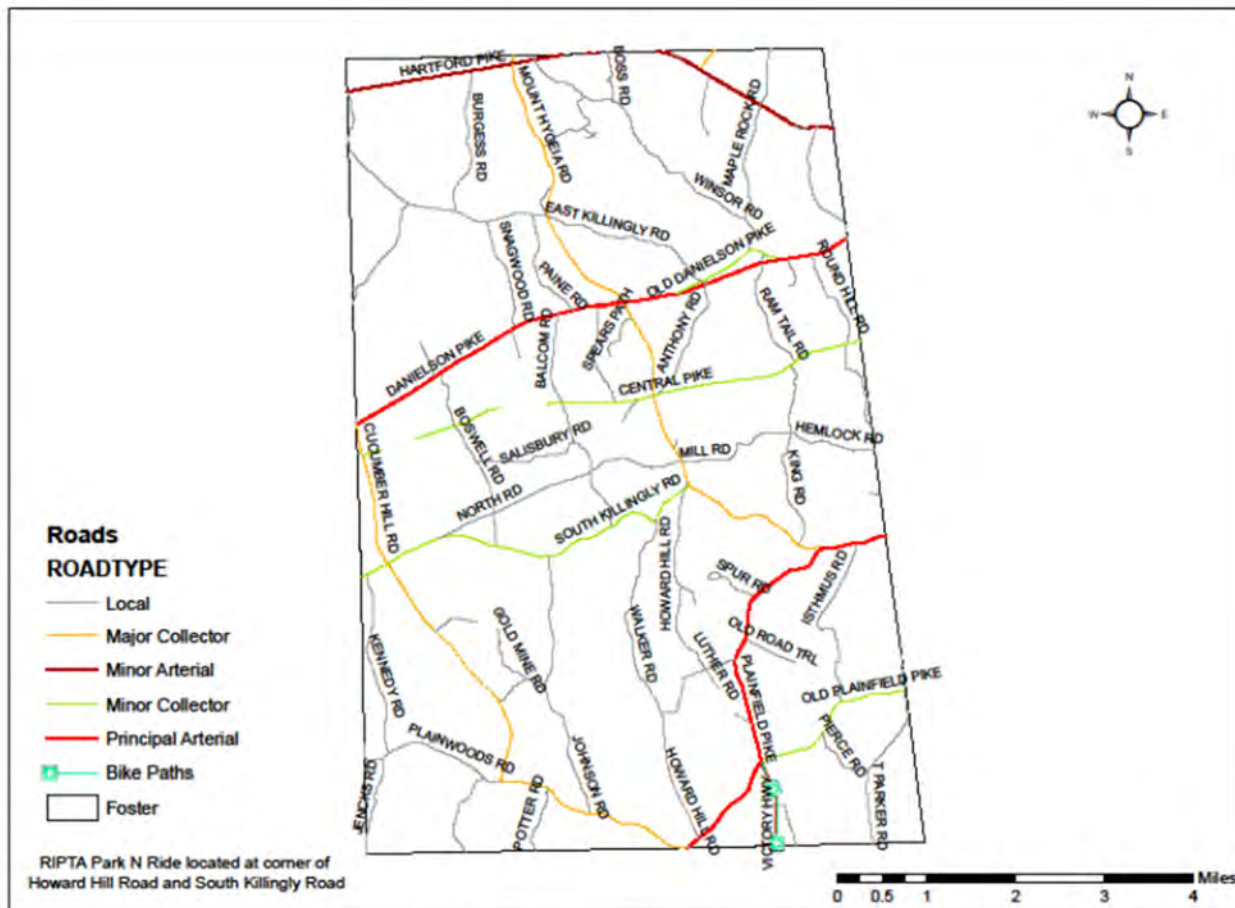 HARTFORD PIKE
MOUNT HYGEIA RD
BOSS RD
BURGESS RD
MAPLE ROCK RD
N
W
E
S
WINSOR RD
EAST KILLINGLY RD
SNAGWOOD RD
OLD DANIELSON PIKE
ROUND HILL RD
PAINE RD
SPEARS PATH
ANTHONY RD
RAM TAIL RD
BALCOM RD
DANIELSON PIKE
CENTRAL PIKE
CUCUMBER HILL RD
BOSWELL RD
SALISBURY RD
MILL RD
HEMLOCK RD
KING RD
NORTH RD
SOUTH KILLINGLY RD
HOWARD HILL RD
SPUR RD
ISTHMUS RD
WALKER RD
GOLD MINE RD
OLD ROAD TRL
LUTHER RD
KENNEDY RD
PLAINFIELD PIKE
OLD PLAINFIELD PIKE
PIERCE RD
PLAINWOODS RD
JOHNSON RD
HOWARD HILL RD
VICTORY HWY
T PARKER RD
JENCKS RD
POTTER RD
Roads
ROADTYPE
Local
Major Collector
Minor Arterial
Minor Collector
Principal Arterial
Bike Paths
Foster
RIPTA Park N Ride located at corner of
Howard Hill Road and South Killingly Road
Miles
0 0.5 1 2 3 4